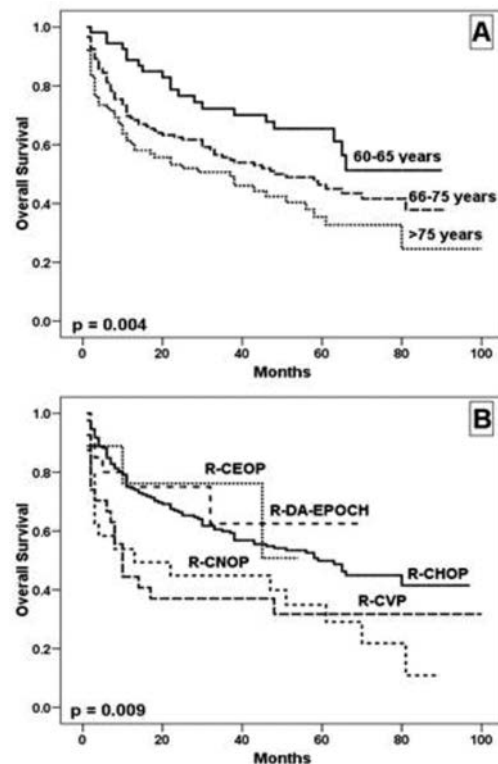 A
1.0
0.8
0.6
0.4
0.2
0.0
Overall Survival
60-65 years
66-75 years
>75 years
p = 0.004
0 20 40 60 80 100
Months
B
1.0
0.8
0.6
0.4
0.2
0.0
Overall Survival
R-CEOP
R-DA-EPOCH
R-CHOP
R-CNOP
R-CVP
p = 0.009
0 20 40 60 80 100
Months